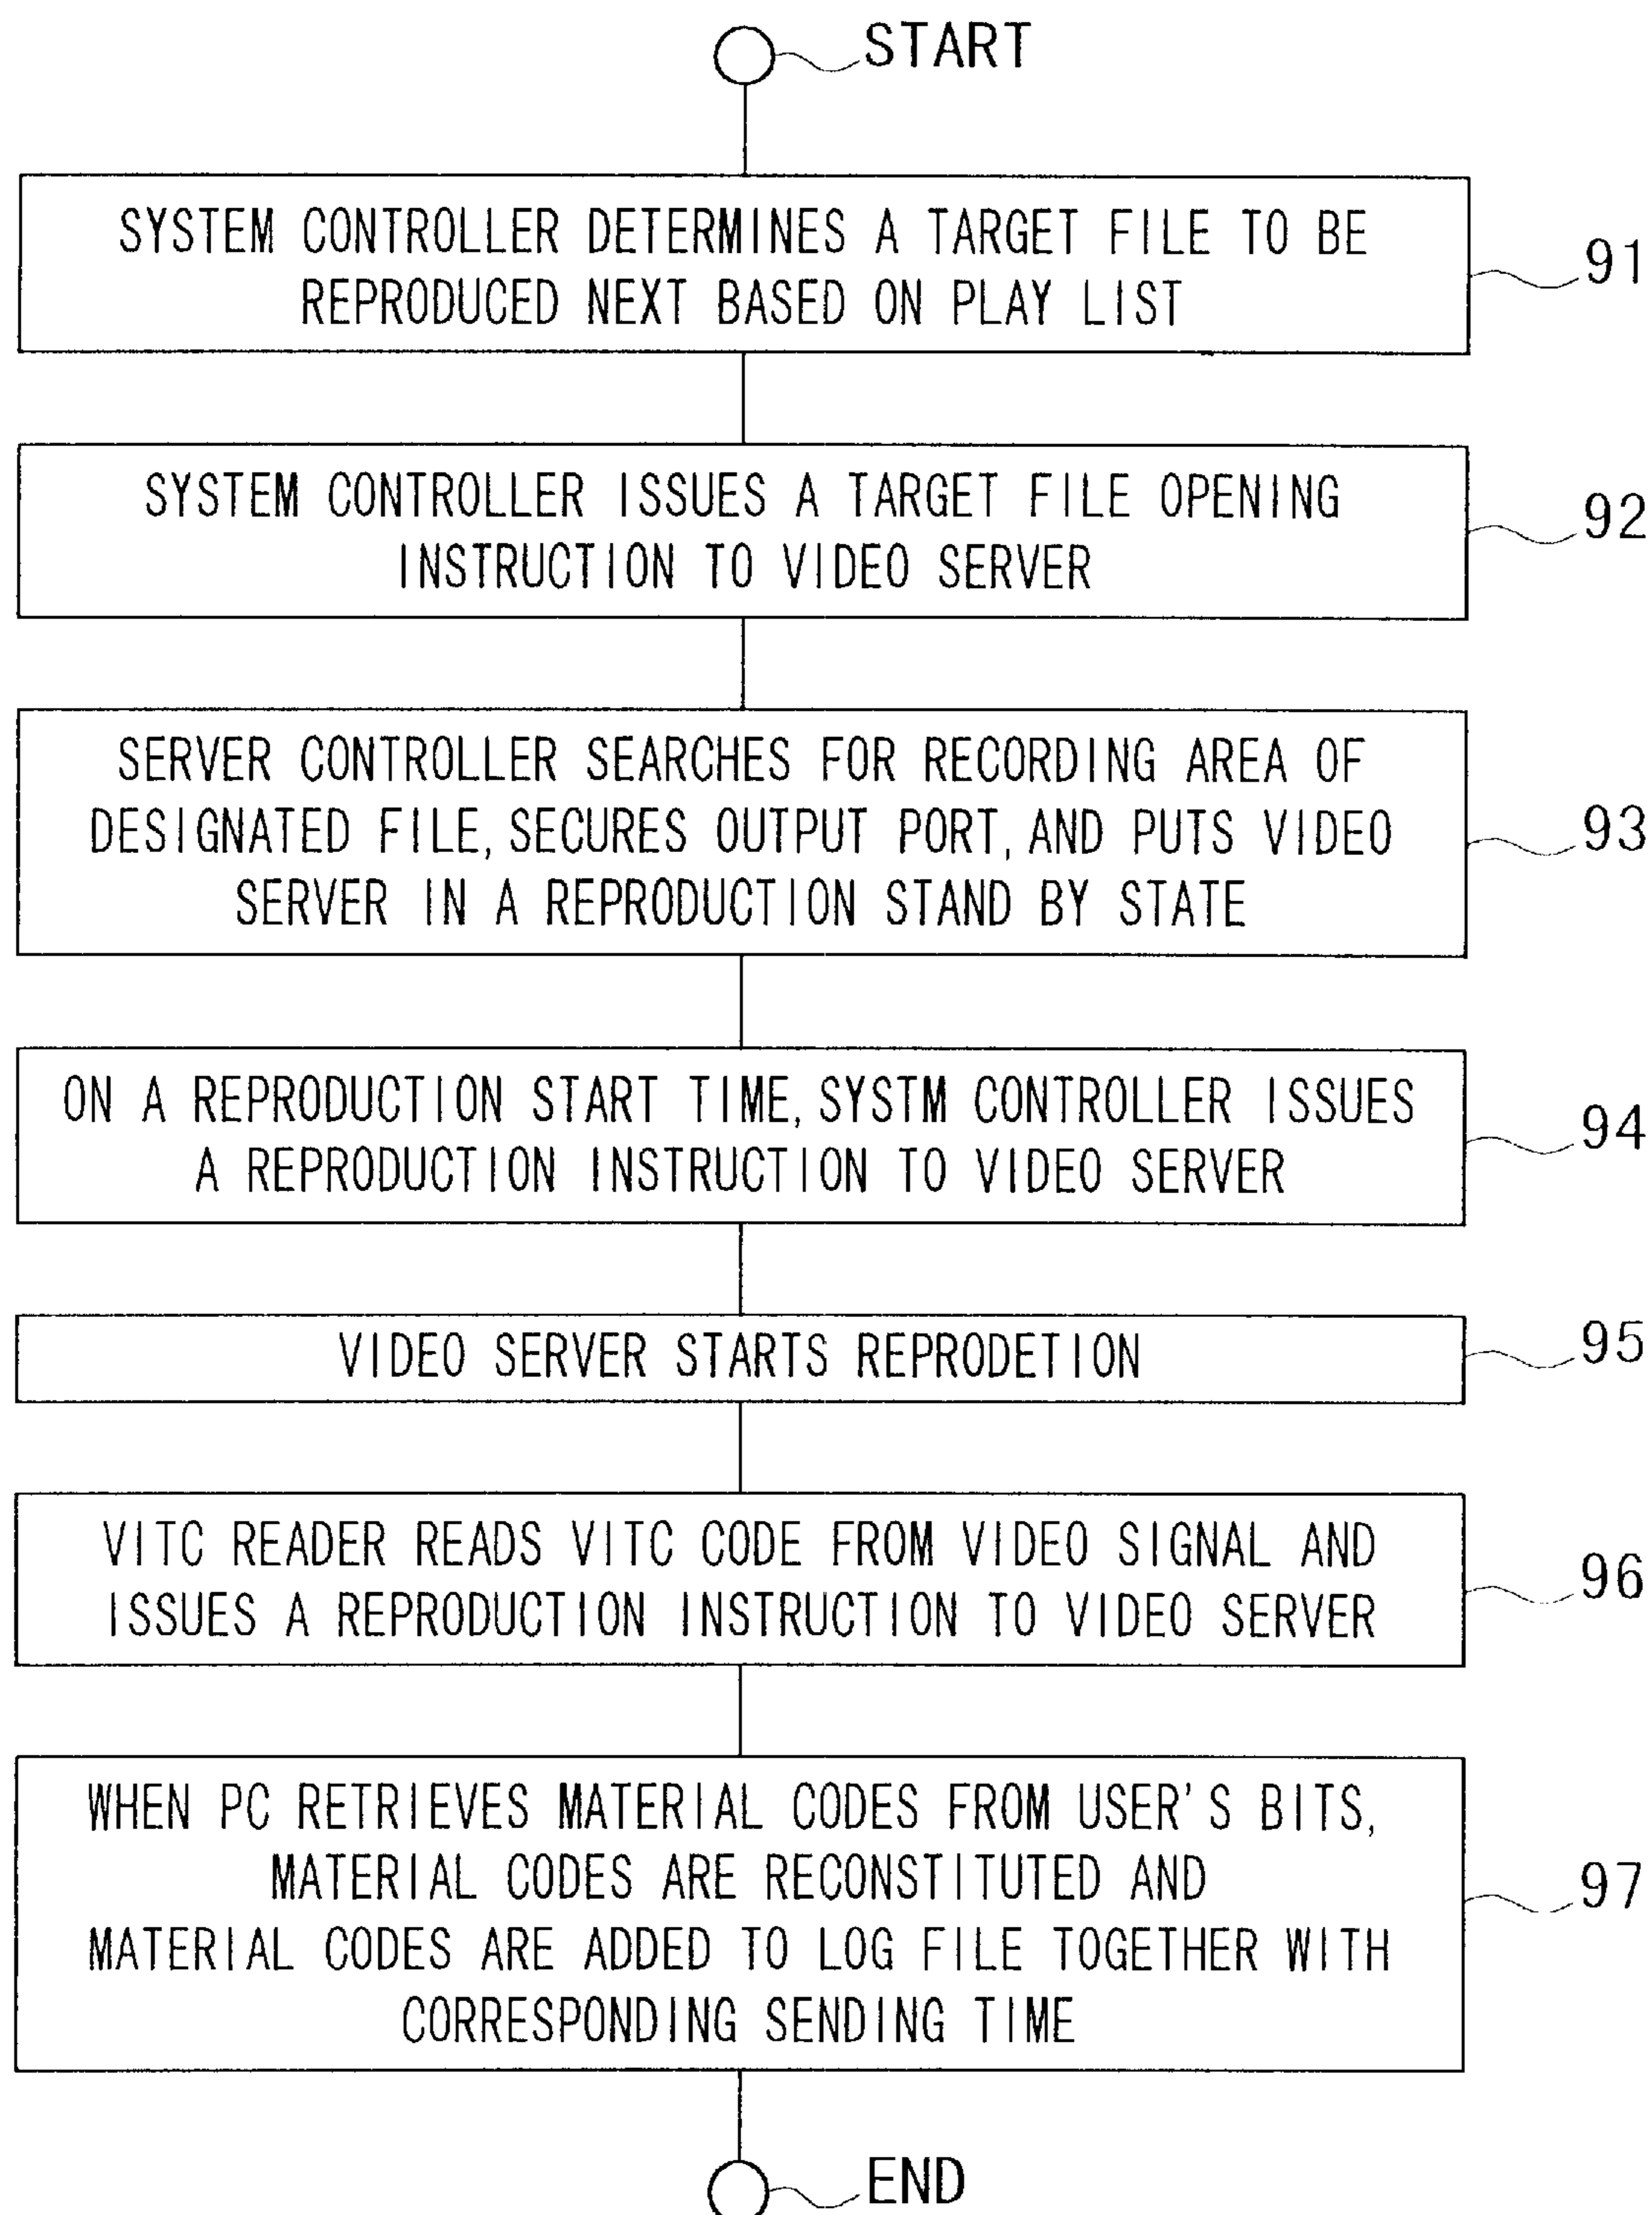 START
SYSTEM CONTROLLER DETERMINES A TARGET FILE TO BE
REPRODUCED NEXT BASED ON PLAY LIST
91
SYSTEM CONTROLLER ISSUES A TARGET FILE OPENING
INSTRUCTION TO VIDEO SERVER
92
SERVER CONTROLLER SEARCHES FOR RECORDING AREA OF
DESIGNATED FILE, SECURES OUTPUT PORT, AND PUTS VIDEO
SERVER IN A REPRODUCTION STAND BY STATE
93
ON A REPRODUCTION START TIME, SYSTM CONTROLLER ISSUES
A REPRODUCTION INSTRUCTION TO VIDEO SERVER
94
VIDEO SERVER STARTS REPRODETION
95
VITC READER READS VITC CODE FROM VIDEO SIGNAL AND
ISSUES A REPRODUCTION INSTRUCTION TO VIDEO SERVER
96
WHEN PC RETRIEVES MATERIAL CODES FROM USER'S BITS,
MATERIAL CODES ARE RECONSTITUTED AND
MATERIAL CODES ARE ADDED TO LOG FILE TOGETHER WITH
CORRESPONDING SENDING TIME
97
END